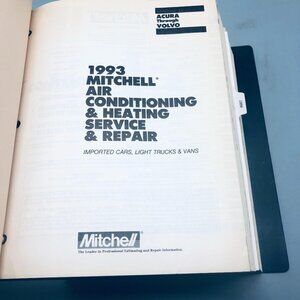 ACURA
Through
VOLVO
1993
MITCHELL®
AIR
CONDITIONING
& HEATING
SERVICE
& REPAIR
IMPORTED CARS, LIGHT TRUCKS & VANS
Mitchell
The Leader in Professional Estimating and Repair Information.